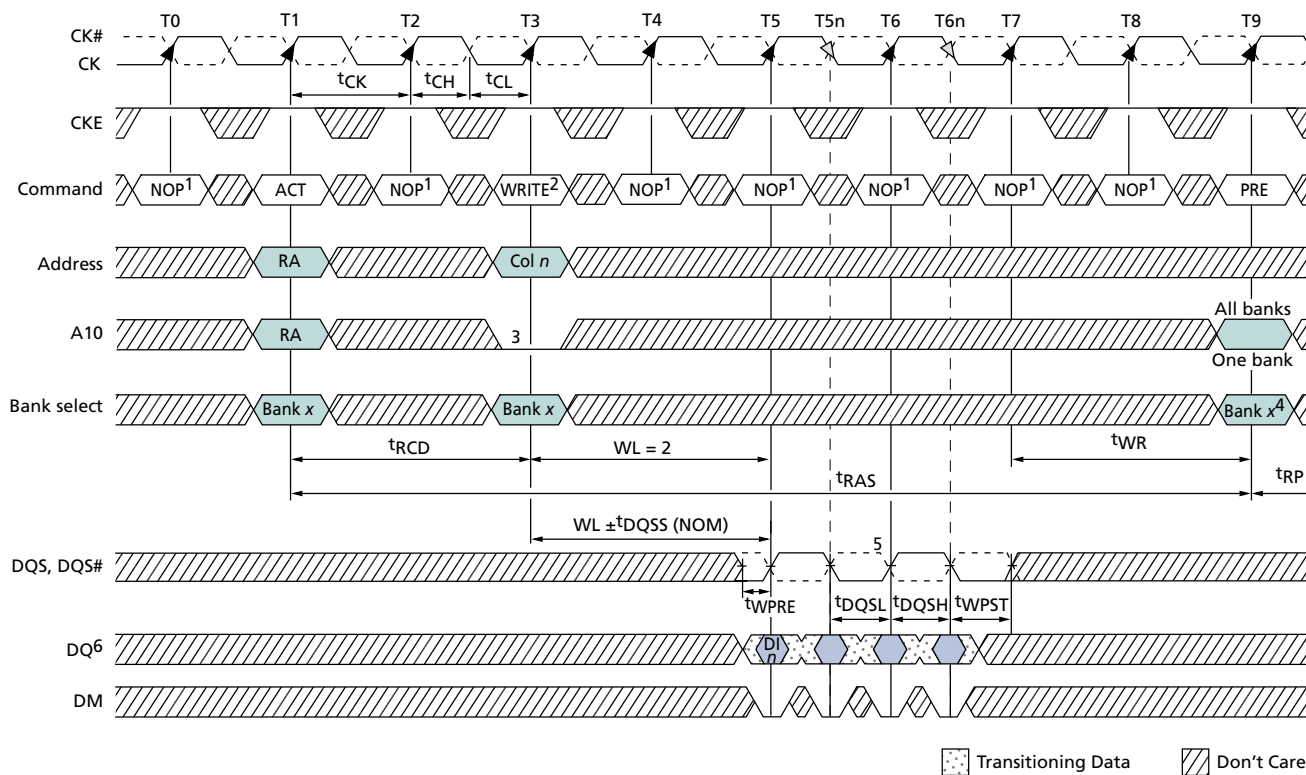 T0 T1 T2 T3 T4 T5 T5n T6 T6n T7 T8 T9
CK#
CK
tCK tCH tCL
CKE
Command NOP1 ACT NOP1 WRITE2 NOP1 NOP1 NOP1 NOP1 NOP1 PRE
Address RA Col n
All banks
A10 RA 3
One bank
Bank select Bank x Bank x Bank x4
tRCD WL = 2 tWR
tRAS tRP
WL ±tDQSS (NOM)
5
DQS, DQS#
tWPRE tDQSL tDQSH tWPST
DQ6 DI
n
DM
Transitioning Data Don't Care